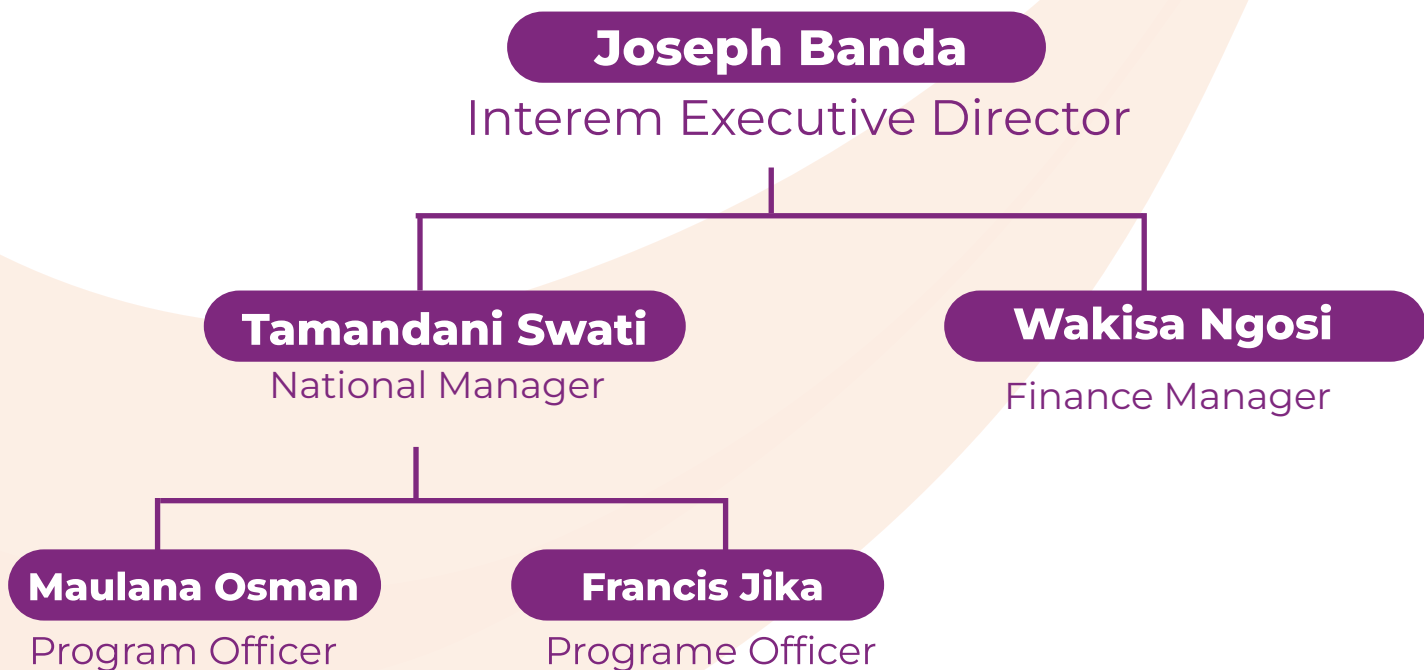 Joseph Banda
Interem Executive Director
Tamandani Swati
National Manager
Wakisa Ngosi
Finance Manager
Maulana Osman
Program Officer
Francis Jika
Programe Officer